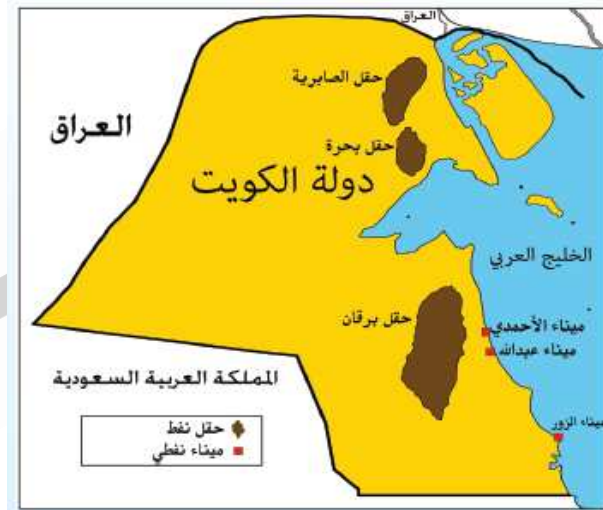 العراق
حقل الصابرية
العراق
حقل بحرة
دولة الكويت
الخليج العربي
حقل برقان
ميناء الأحمدي
ميناء عبدالله
المملكة العربية السعودية
ميناء الزور
حقل نفط
ميناء نفطي